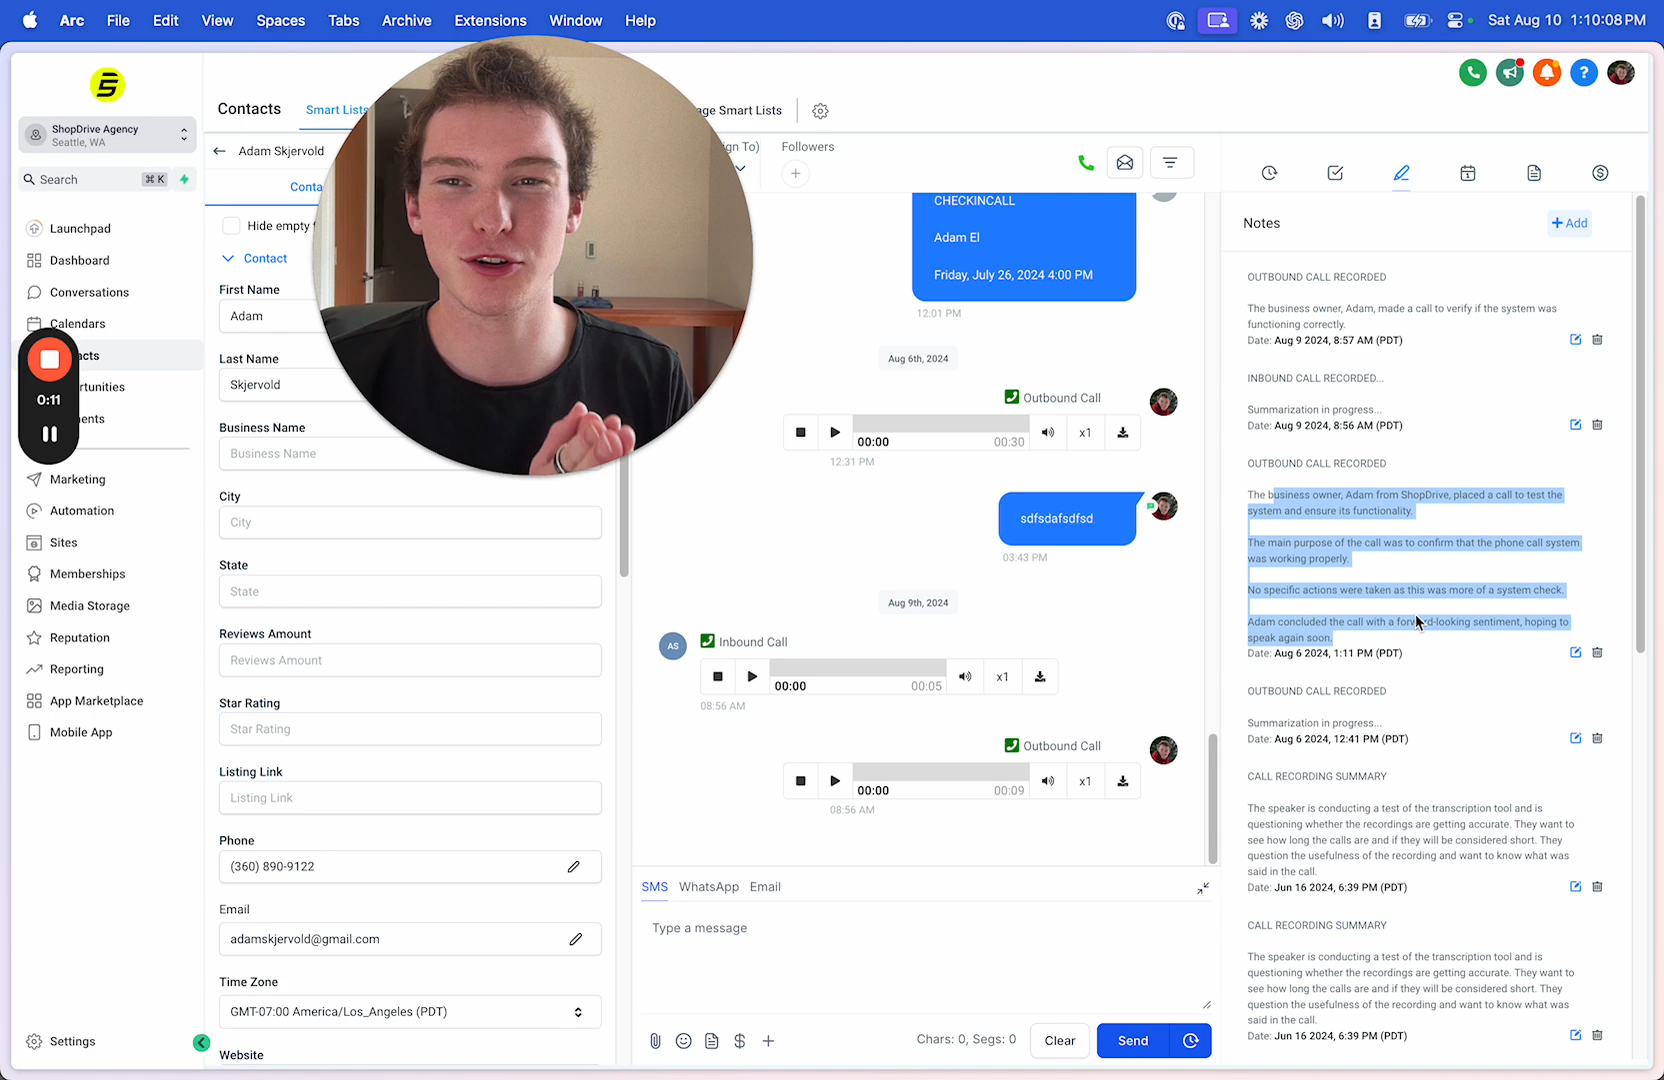 Arc File Edit View Spaces Tabs Archive Extensions Window Help
Sat Aug 10 1:10:08 PM
ShopDrive Agency
Seattle, WA
Search
⌘ K
Launchpad
Dashboard
Conversations
Calendars
acts
rtunities
ents
0:11
Marketing
Automation
Sites
Memberships
Media Storage
Reputation
Reporting
App Marketplace
Mobile App
Settings
Contacts
Smart Lists
age Smart Lists
Adam Skjervold
Conta
Hide empty f
Contact
First Name
Adam
Last Name
Skjervold
Business Name
Business Name
City
City
State
State
Reviews Amount
Reviews Amount
Star Rating
Star Rating
Listing Link
Listing Link
Phone
(360) 890-9122
Email
adamskjervold@gmail.com
Time Zone
GMT-07:00 America/Los_Angeles (PDT)
Website
ign To)
Followers
CHECKINCALL
Adam El
Friday, July 26, 2024 4:00 PM
12:01 PM
Aug 6th, 2024
Outbound Call
00:00
00:30
x1
12:31 PM
sdfsdafsdfsd
03:43 PM
Aug 9th, 2024
AS
Inbound Call
00:00
00:05
x1
08:56 AM
Outbound Call
00:00
00:09
x1
08:56 AM
SMS WhatsApp Email
Type a message
Chars: 0, Segs: 0
Clear
Send
Notes
+ Add
OUTBOUND CALL RECORDED
The business owner, Adam, made a call to verify if the system was
functioning correctly.
Date: Aug 9 2024, 8:57 AM (PDT)
INBOUND CALL RECORDED...
Summarization in progress...
Date: Aug 9 2024, 8:56 AM (PDT)
OUTBOUND CALL RECORDED
The business owner, Adam from ShopDrive, placed a call to test the
system and ensure its functionality.
The main purpose of the call was to confirm that the phone call system
was working properly.
No specific actions were taken as this was more of a system check.
Adam concluded the call with a forward-looking sentiment, hoping to
speak again soon.
Date: Aug 6 2024, 1:11 PM (PDT)
OUTBOUND CALL RECORDED
Summarization in progress...
Date: Aug 6 2024, 12:41 PM (PDT)
CALL RECORDING SUMMARY
The speaker is conducting a test of the transcription tool and is
questioning whether the recordings are getting accurate. They want to
see how long the calls are and if they will be considered short. They
question the usefulness of the recording and want to know what was
said in the call.
Date: Jun 16 2024, 6:39 PM (PDT)
CALL RECORDING SUMMARY
The speaker is conducting a test of the transcription tool and is
questioning whether the recordings are getting accurate. They want to
see how long the calls are and if they will be considered short. They
question the usefulness of the recording and want to know what was
said in the call.
Date: Jun 16 2024, 6:39 PM (PDT)